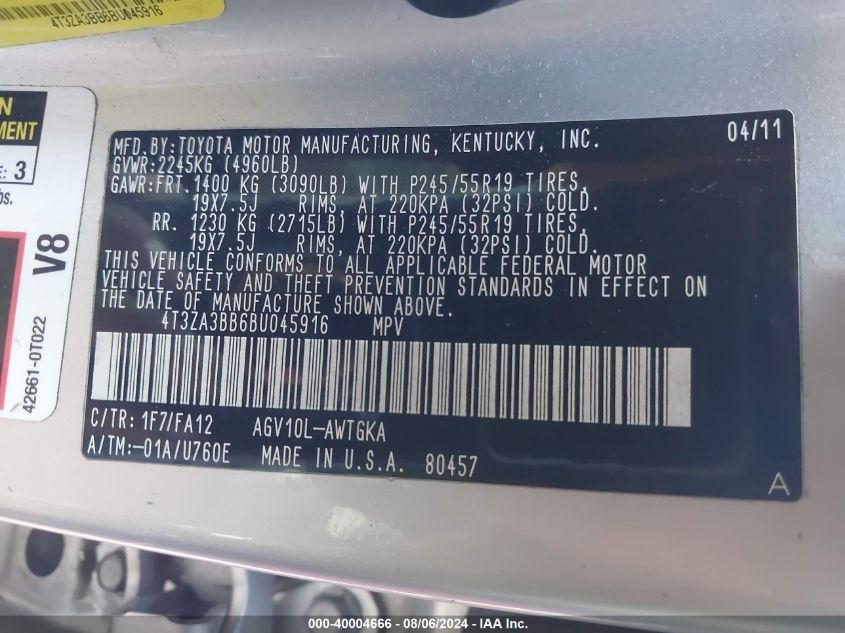 4T3ZA3BB6BU045916
MENT
E: 3
bs.
V8
42661-0T022
MFD.BY:TOYOTA MOTOR MANUFACTURING, KENTUCKY, INC. 04/11
GVWR:2245KG (4960LB)
GAWR:FRT.1400 KG (3090LB) WITH P245/55R19 TIRES,
19X7.5J RIMS, AT 220KPA (32PSI) COLD.
RR. 1230 KG (2715LB) WITH P245/55R19 TIRES,
19X7.5J RIMS, AT 220KPA (32PSI) COLD.
THIS VEHICLE CONFORMS TO ALL APPLICABLE FEDERAL MOTOR
VEHICLE SAFETY AND THEFT PREVENTION STANDARDS IN EFFECT ON
THE DATE OF MANUFACTURE SHOWN ABOVE.
4T3ZA3BB6BU045916 MPV
C/TR: 1F7/FA12 AGV10L-AWTGKA
A/TM:-01A/U760E MADE IN U.S.A. 80457
A
000-40004666 - 08/06/2024 - IAA Inc.